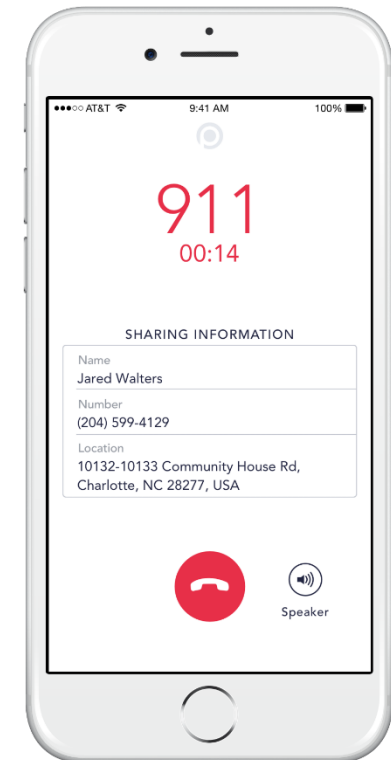 AT&T 9:41 AM 100%
911
00:14
SHARING INFORMATION
Name
Jared Walters
Number
(204) 599-4129
Location
10132-10133 Community House Rd,
Charlotte, NC 28277, USA
Speaker